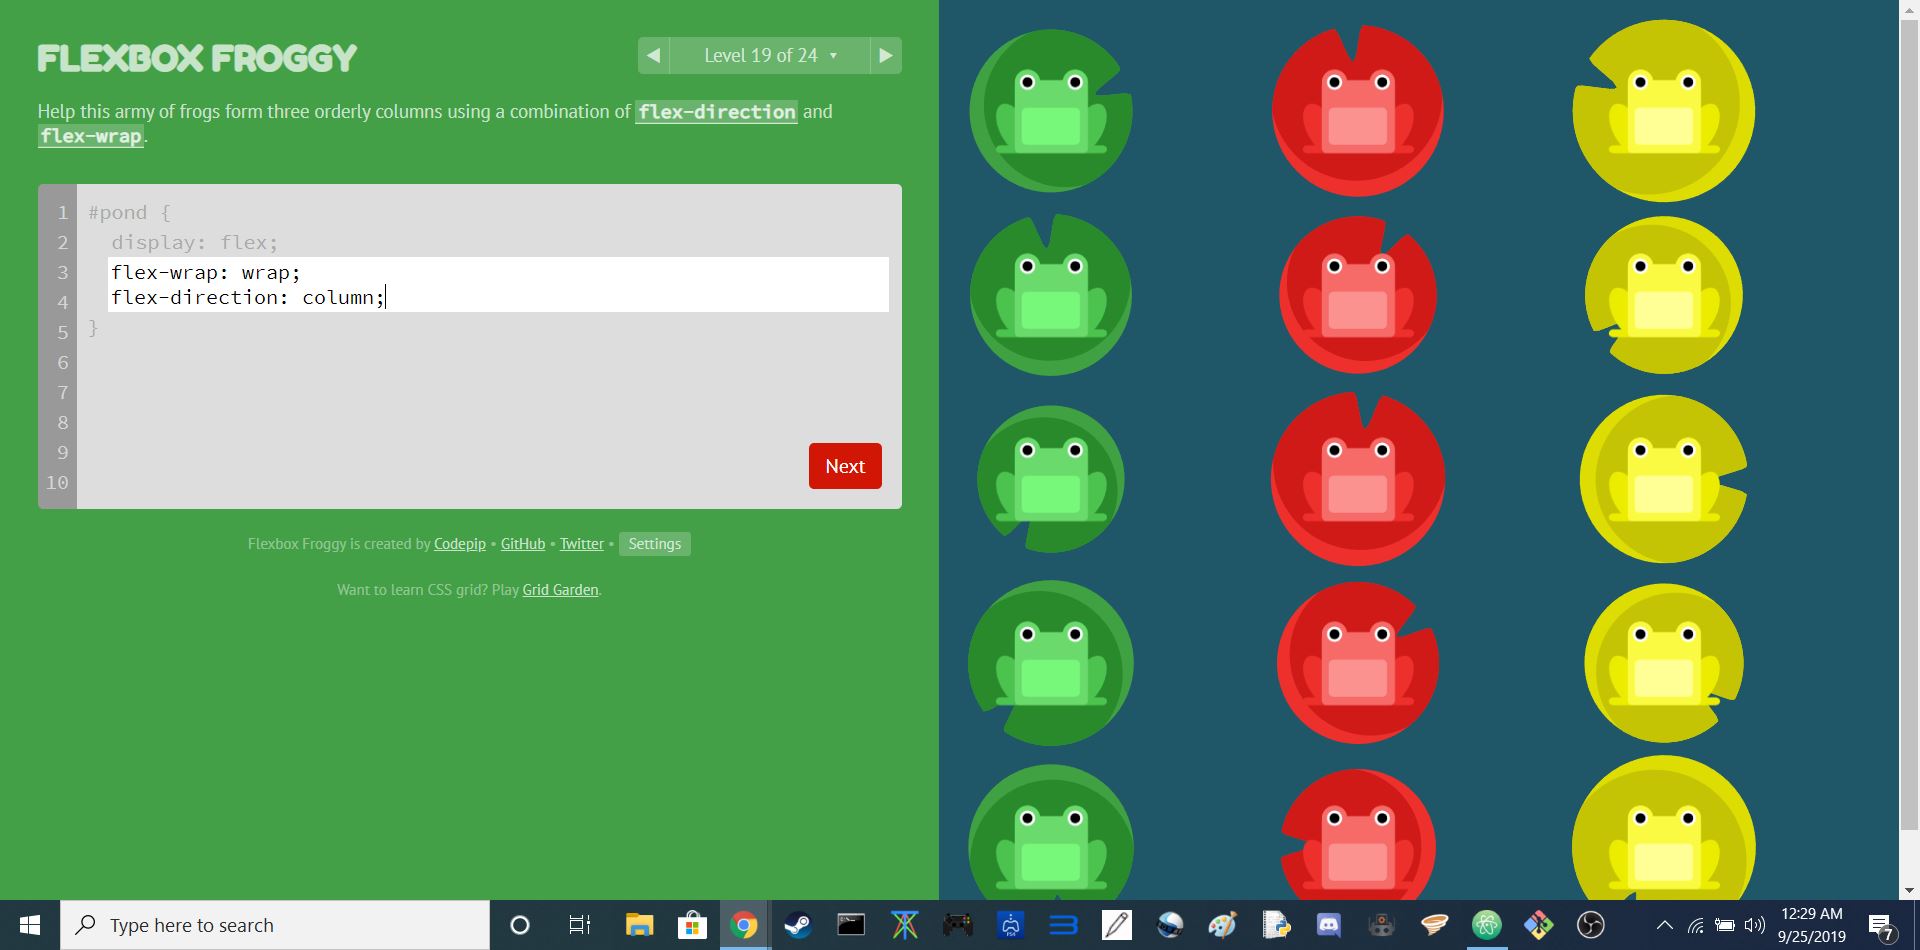 FLEXBOX FROGGY
Level 19 of 24
Help this army of frogs form three orderly columns using a combination of flex-direction and
flex-wrap.
1 #pond {
2 display: flex;
3 flex-wrap: wrap;
4 flex-direction: column;
5 }
6
7
8
9
10
Next
Flexbox Froggy is created by Codepip • GitHub • Twitter • Settings
Want to learn CSS grid? Play Grid Garden.
Type here to search
PS4
12:29 AM
9/25/2019
7